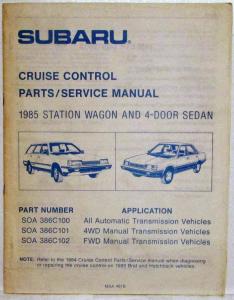 SUBARU®
CRUISE CONTROL
PARTS/SERVICE MANUAL
1985 STATION WAGON AND 4-DOOR SEDAN
PART NUMBER APPLICATION
SOA 386C100 All Automatic Transmission Vehicles
SOA 386C101 4WD Manual Transmission Vehicles
SOA 386C102 FWD Manual Transmission Vehicles
NOTE: Refer to the 1984 Cruise Control Parts/Service manual when diagnosing
or repairing the cruise control on 1985 Brat and Hatchback vehicles.